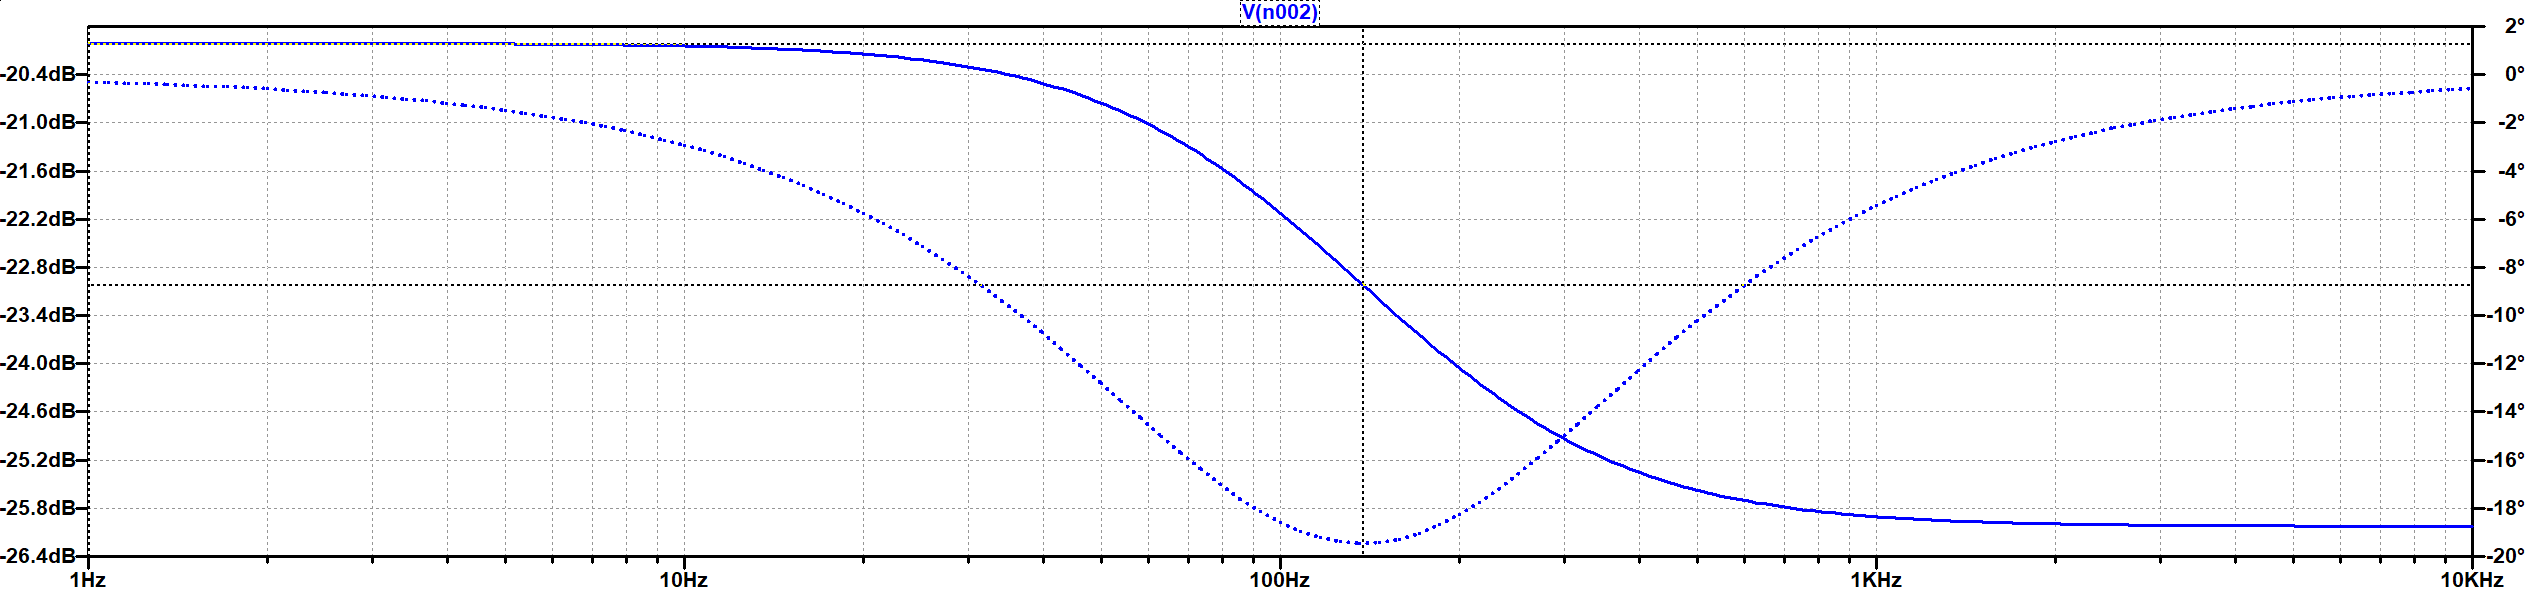 V(n002)
-20.4dB
-21.0dB
-21.6dB
-22.2dB
-22.8dB
-23.4dB
-24.0dB
-24.6dB
-25.2dB
-25.8dB
-26.4dB
2°
0°
-2°
-4°
-6°
-8°
-10°
-12°
-14°
-16°
-18°
-20°
1Hz 10Hz 100Hz 1KHz 10KHz